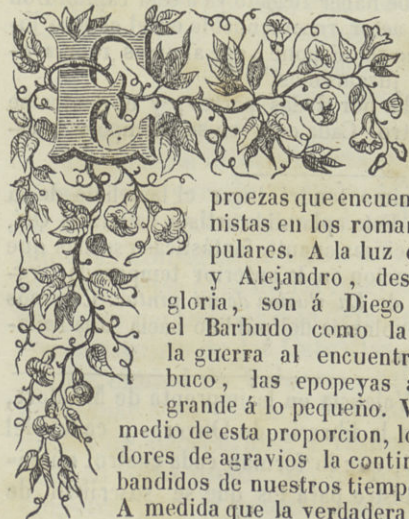 E
proezas que encuen
nistas en los roman
pulares. A la luz
y Alejandro, des
gloria, son á Diego
el Barbudo como la
la guerra al encuentr
buco, las epopeyas
grande á lo pequeño.
medio de esta proporcion, lo
dores de agravios la contin
bandidos de nuestros tiemp
A medida que la verdadera